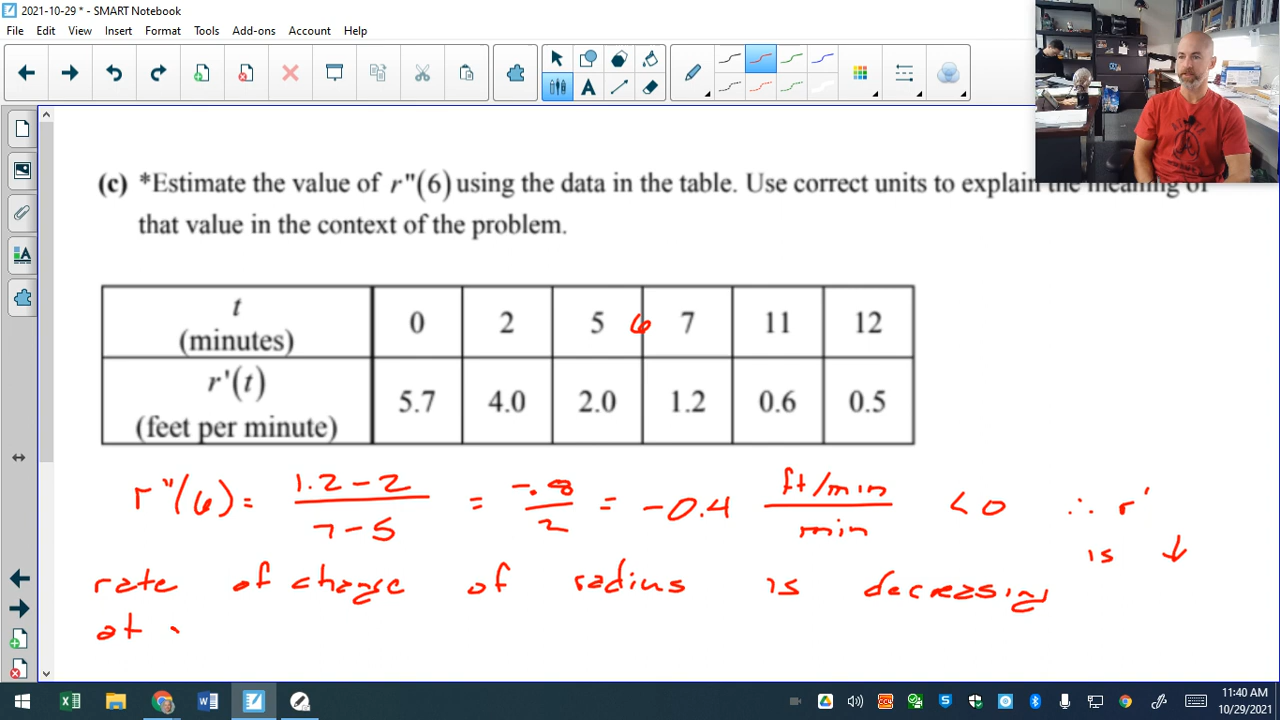 2021-10-29 * - SMART Notebook
File Edit View Insert Format Tools Add-ons Account Help
(c) *Estimate the value of r"(6) using the data in the table. Use correct units to explain the meaning of
that value in the context of the problem.
t (minutes) 0 2 5 6 7 11 12
r'(t) (feet per minute) 5.7 4.0 2.0 1.2 0.6 0.5
r"(6) = (1.2 - 2)/(7 - 5) = -.8/2 = -0.4 ft/min/min < 0 ∴ r'
is ↓
rate of change of radius is decreasing
at
11:40 AM
10/29/2021